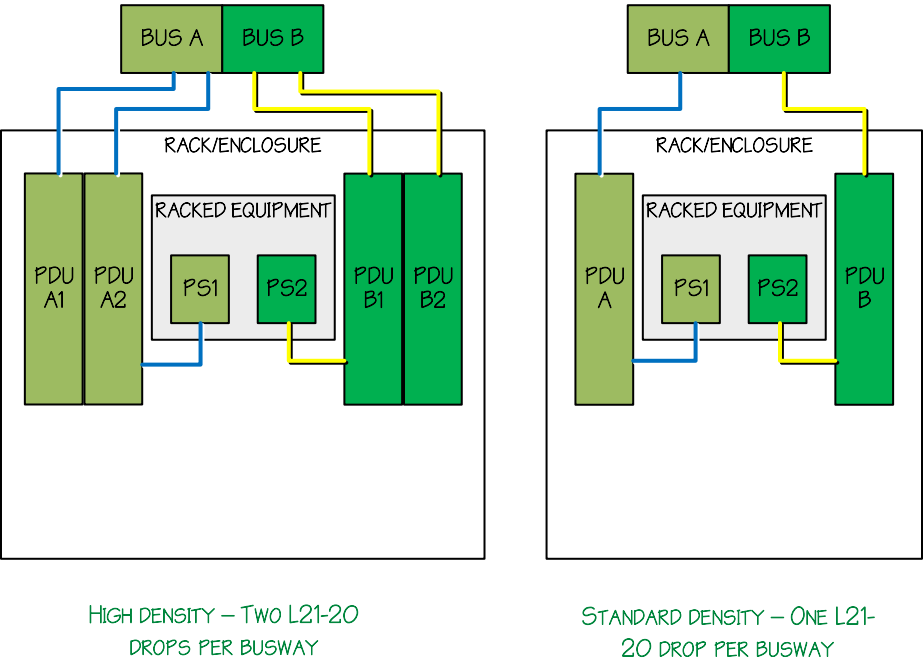 BUS A
BUS B
RACK/ENCLOSURE
PDU
A1
PDU
A2
RACKED EQUIPMENT
PS1
PS2
PDU
B1
PDU
B2
HIGH DENSITY – TWO L21-20
DROPS PER BUSWAY
BUS A
BUS B
RACK/ENCLOSURE
PDU
A
RACKED EQUIPMENT
PS1
PS2
PDU
B
STANDARD DENSITY – ONE L21-
20 DROP PER BUSWAY